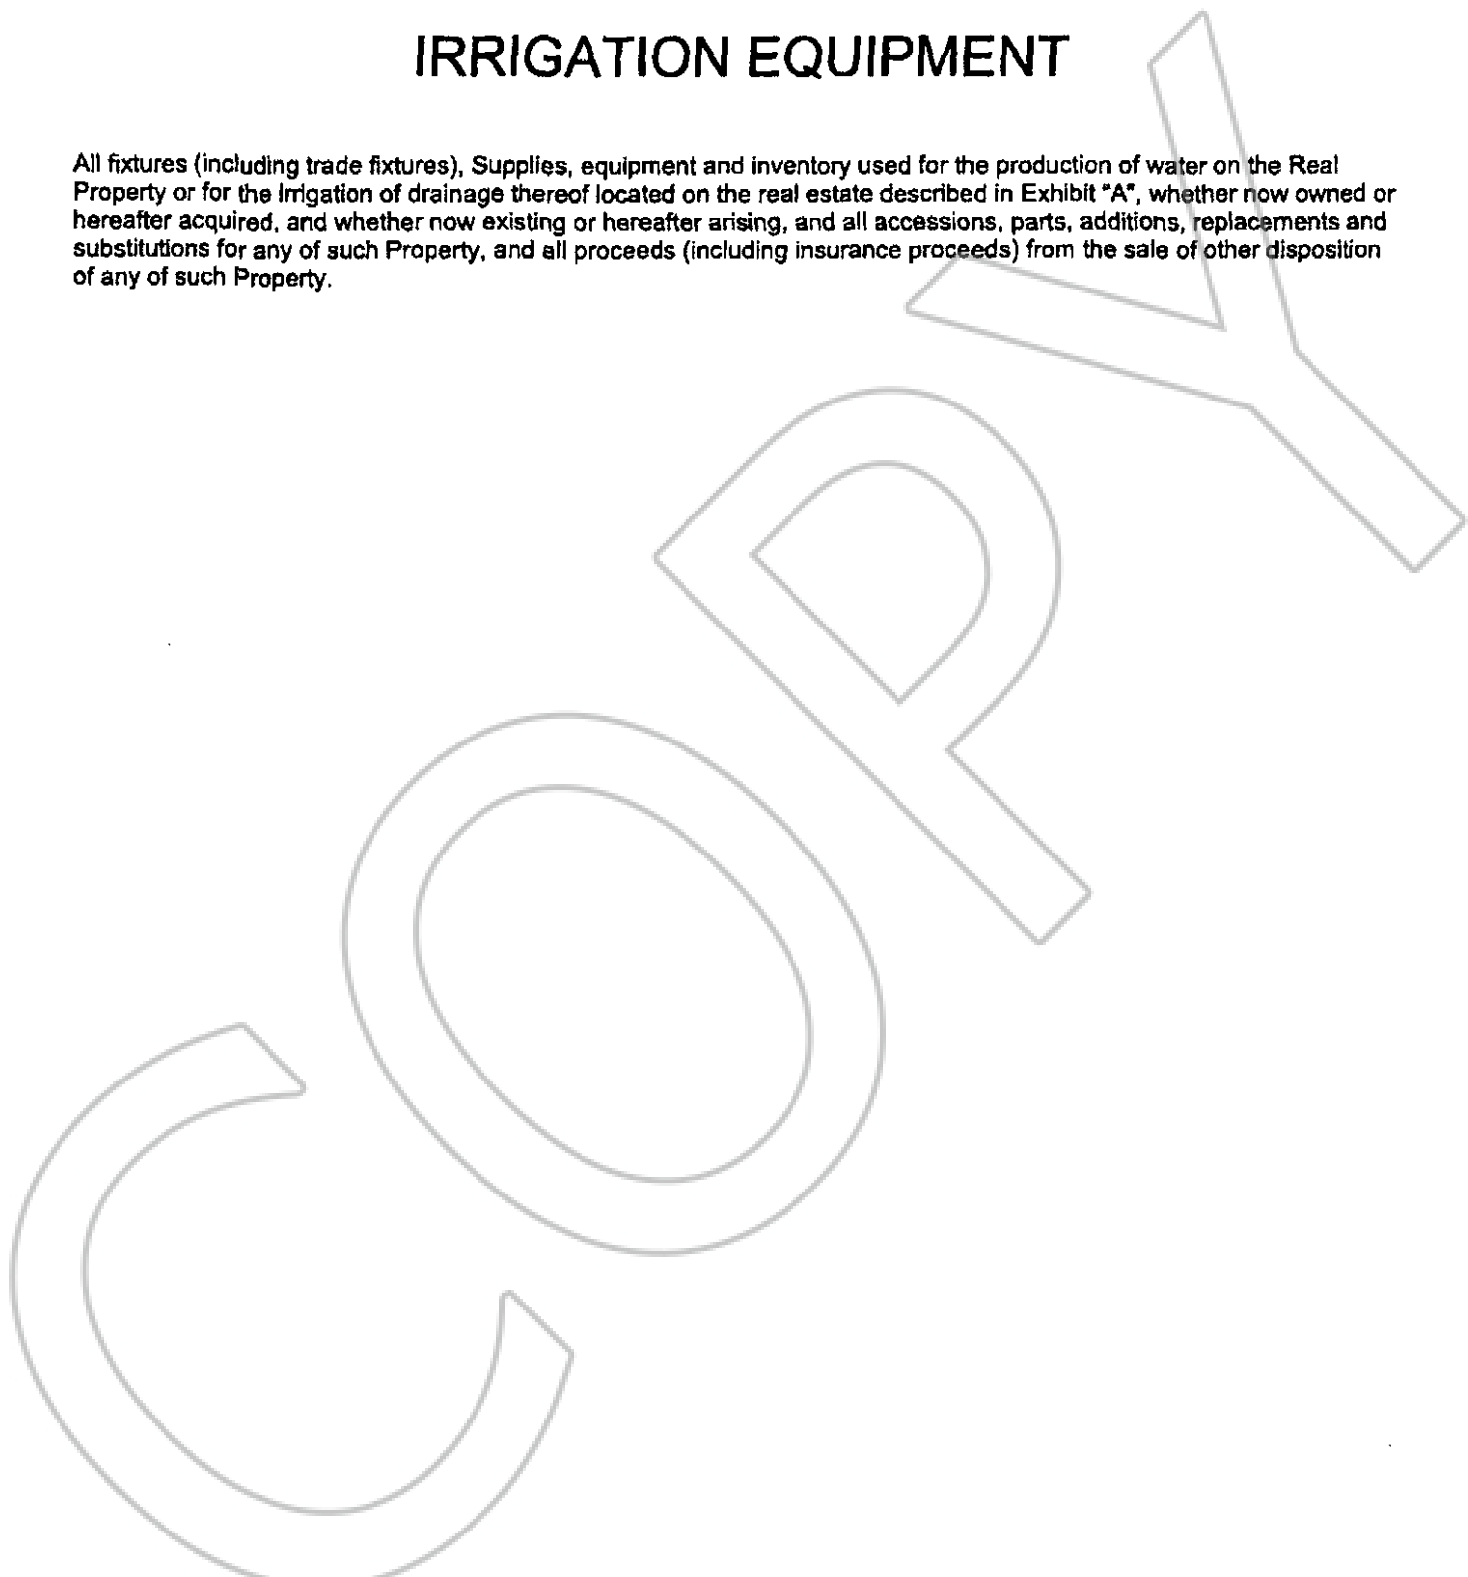 IRRIGATION EQUIPMENT
All fixtures (including trade fixtures), Supplies, equipment and inventory used for the production of water on the Real
Property or for the irrigation of drainage thereof located on the real estate described in Exhibit "A", whether now owned or
hereafter acquired, and whether now existing or hereafter arising, and all accessions, parts, additions, replacements and
substitutions for any of such Property, and all proceeds (including insurance proceeds) from the sale of other disposition
of any of such Property.
COPY